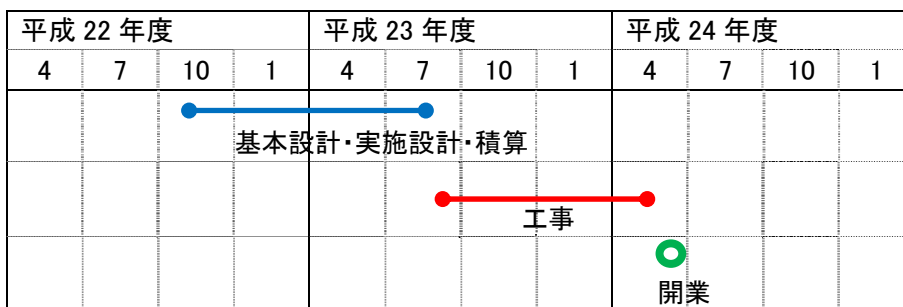 平成 22 年度 平成 23 年度 平成 24 年度
4 7 10 1 4 7 10 1 4 7 10 1
基本設計・実施設計・積算
工事
開業